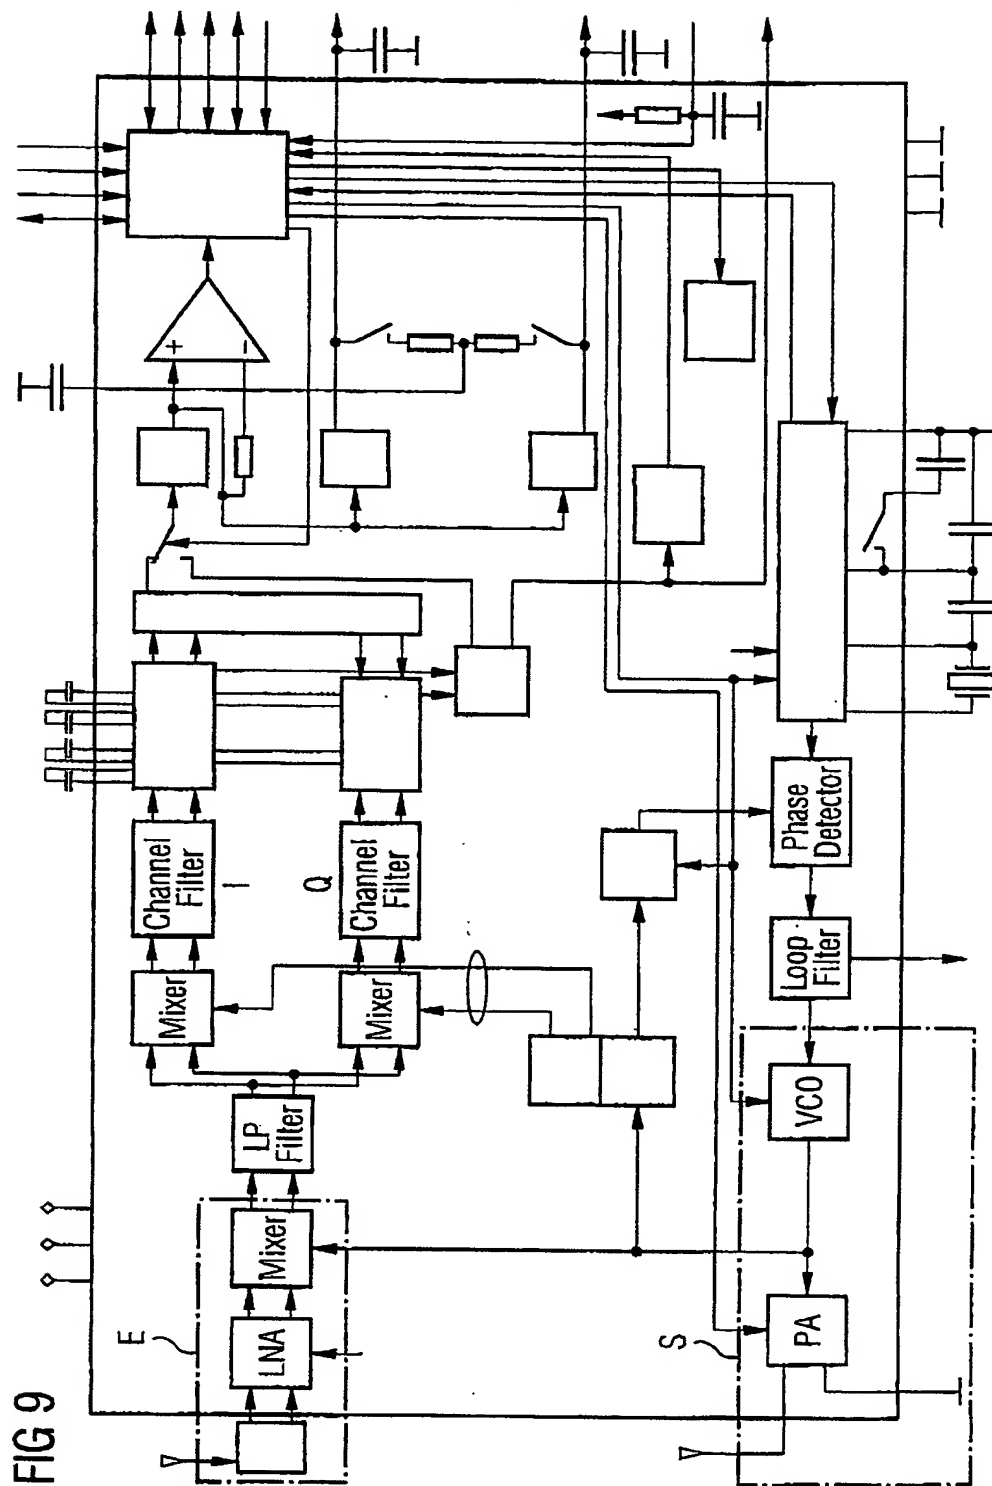 FIG 9
E
LNA
Mixer
LP
Filter
Mixer
Mixer
Channel
Filter
I
Q
Channel
Filter
+
−
S
PA
VCO
Loop
Filter
Phase
Detector